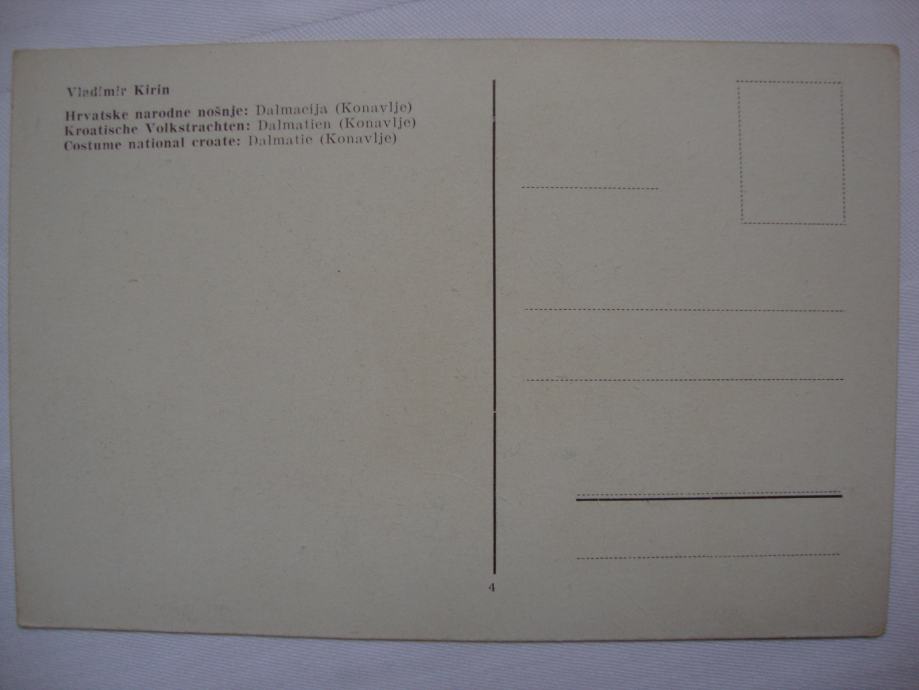 Vladimir Kirin
Hrvatske narodne nošnje: Dalmacija (Konavlje)
Kroatische Volkstrachten: Dalmatien (Konavlje)
Costume national croate: Dalmatie (Konavlje)
4